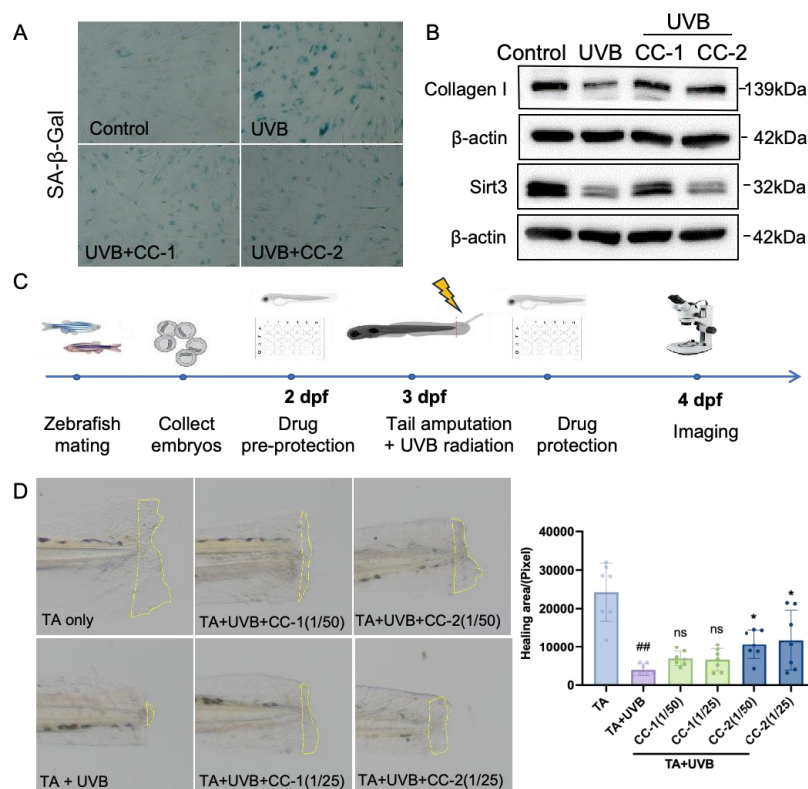 A
SA-β-Gal
Control
UVB
UVB+CC-1
UVB+CC-2
B
UVB
Control UVB CC-1 CC-2
Collagen I -139kDa
β-actin - 42kDa
Sirt3 - 32kDa
β-actin -42kDa
C
2 dpf
3 dpf
4 dpf
Zebrafish
mating
Collect
embryos
Drug
pre-protection
Tail amputation
+ UVB radiation
Drug
protection
Imaging
D
TA only
TA+UVB+CC-1(1/50)
TA+UVB+CC-2(1/50)
TA + UVB
TA+UVB+CC-1(1/25)
TA+UVB+CC-2(1/25)
Healing area/(Pixel)
40000
30000
20000
10000
0
##
ns
ns
*
*
TA
TA+UVB
CC-1(1/50)
CC-1(1/25)
CC-2(1/50)
CC-2(1/25)
TA+UVB